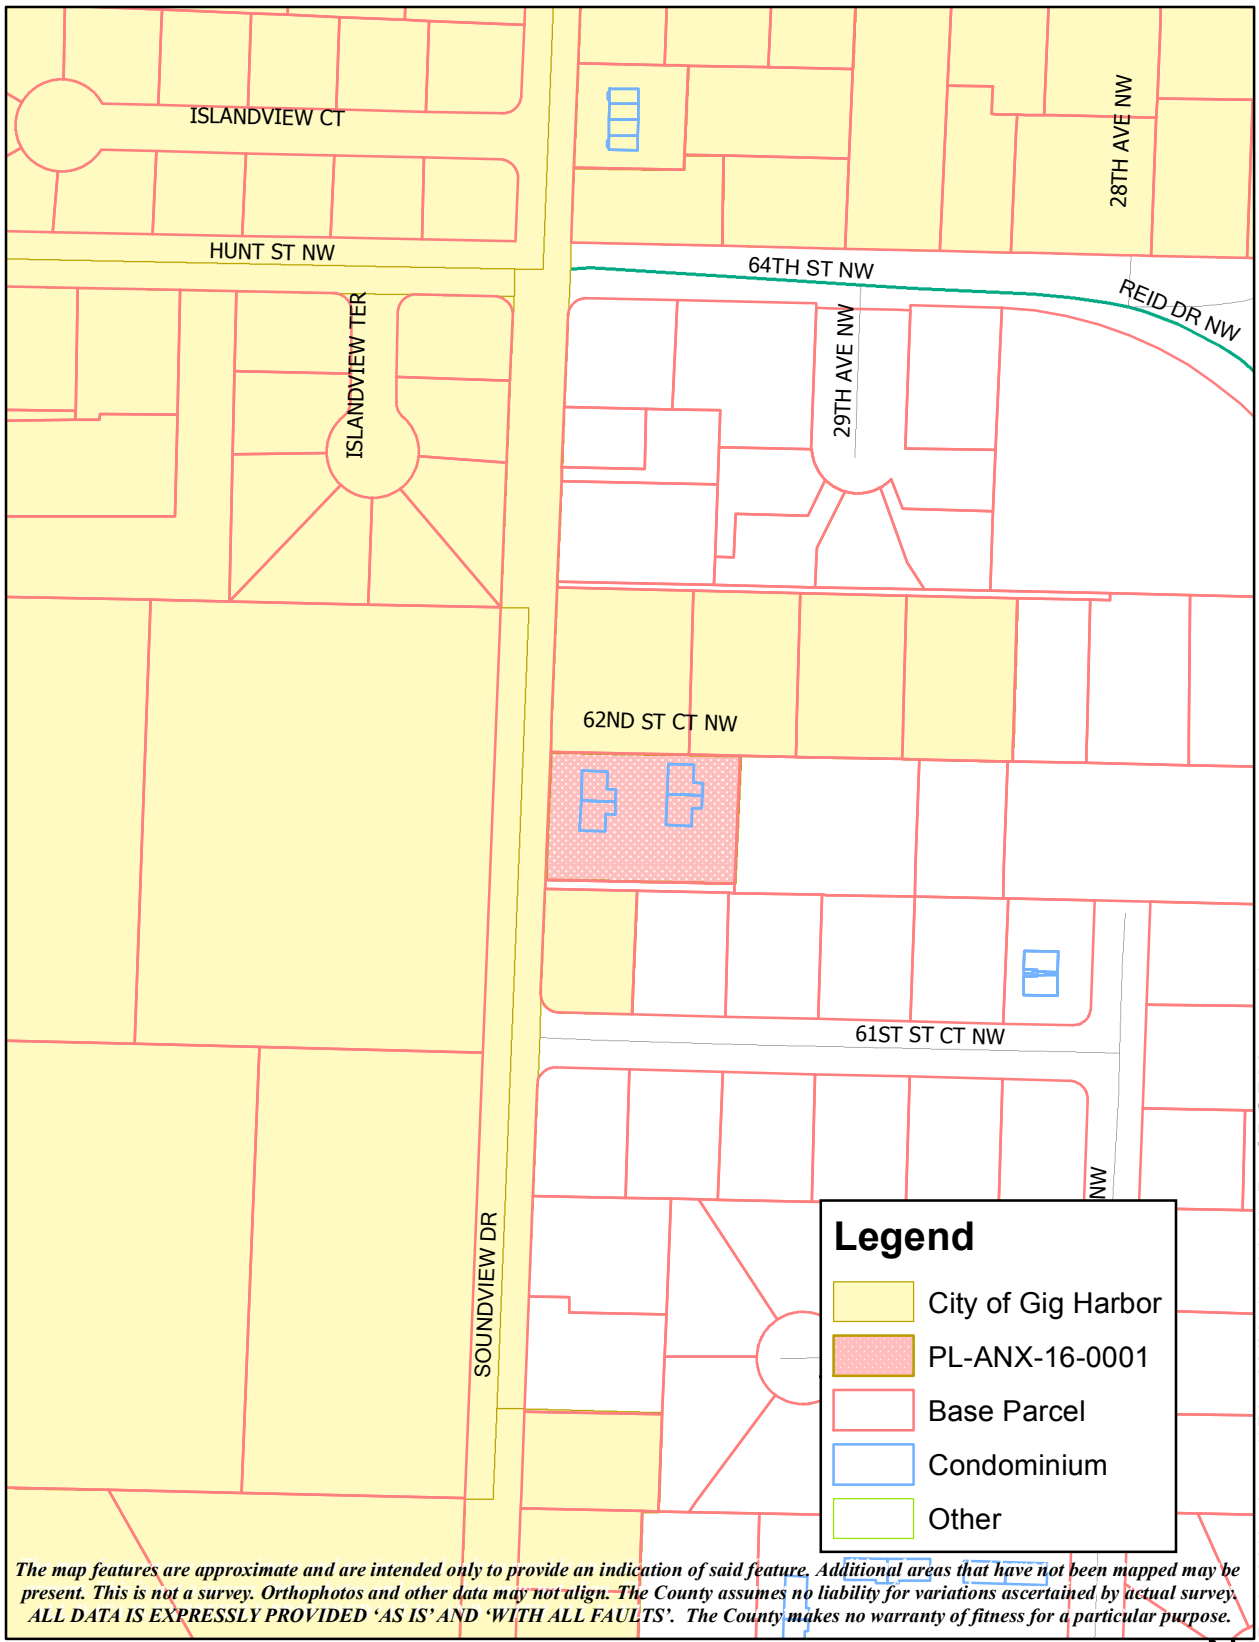 ISLANDVIEW CT
28TH AVE NW
HUNT ST NW
64TH ST NW
REID DR NW
ISLANDVIEW TER
29TH AVE NW
62ND ST CT NW
61ST ST CT NW
NW
SOUNDVIEW DR
Legend
City of Gig Harbor
PL-ANX-16-0001
Base Parcel
Condominium
Other
The map features are approximate and are intended only to provide an indication of said feature. Additional areas that have not been mapped may be
present. This is not a survey. Orthophotos and other data may not align. The County assumes no liability for variations ascertained by actual survey.
ALL DATA IS EXPRESSLY PROVIDED ‘AS IS’ AND ‘WITH ALL FAULTS’. The County makes no warranty of fitness for a particular purpose.